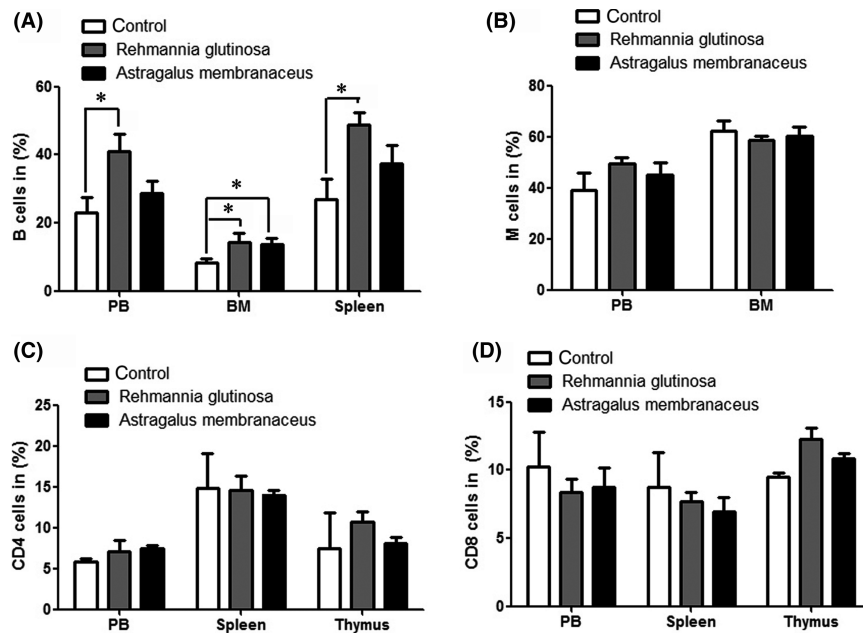 (A)
Control
Rehmannia glutinosa
Astragalus membranaceus
B cells in (%)
60
40
20
0
*
*
*
*
PB BM Spleen
(B)
Control
Rehmannia glutinosa
Astragalus membranaceus
M cells in (%)
80
60
40
20
0
PB BM
(C)
Control
Rehmannia glutinosa
Astragalus membranaceus
CD4 cells in (%)
25
20
15
10
5
0
PB Spleen Thymus
(D)
Control
Rehmannia glutinosa
Astragalus membranaceus
CD8 cells in (%)
15
10
5
0
PB Spleen Thymus